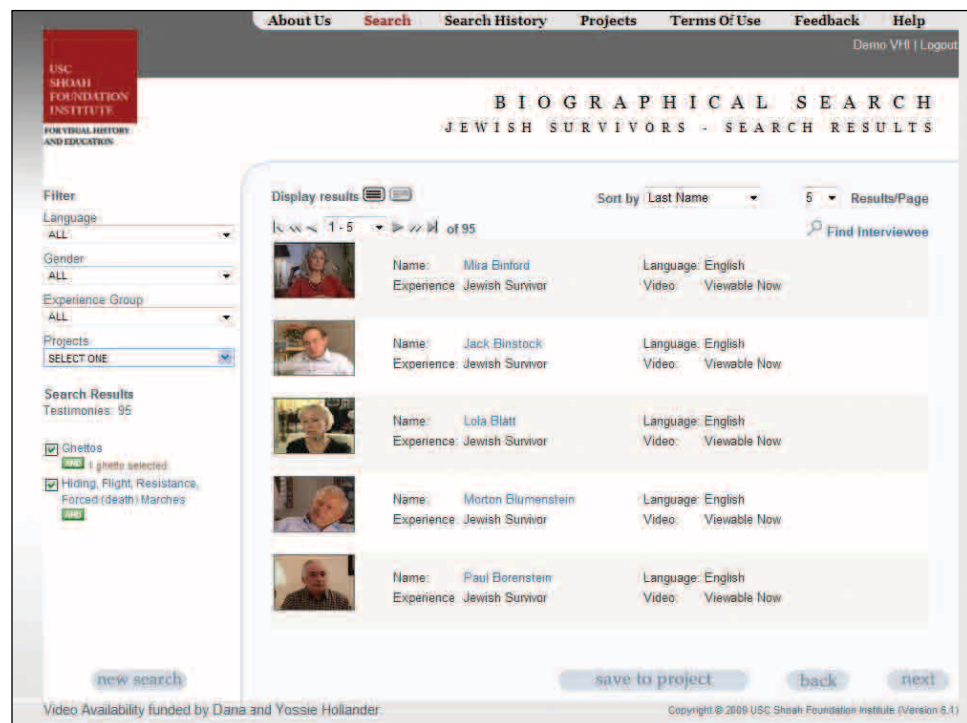 About Us Search Search History Projects Terms Of Use Feedback Help
Demo VHI | Logout
USC
SHOAH
FOUNDATION
INSTITUTE
FOR VISUAL HISTORY
AND EDUCATION
BIOGRAPHICAL SEARCH
JEWISH SURVIVORS - SEARCH RESULTS
Filter
Language
ALL
Gender
ALL
Experience Group
ALL
Projects
SELECT ONE
Search Results
Testimonies: 95
Ghettos
AND 1 ghetto selected
Hiding, Flight, Resistance,
Forced (death) Marches
AND
Display results Sort by Last Name 5 Results/Page
1-5 of 95 Find Interviewee
Name: Mira Binford Language: English
Experience: Jewish Survivor Video: Viewable Now
Name: Jack Binstock Language: English
Experience: Jewish Survivor Video: Viewable Now
Name: Lola Blatt Language: English
Experience: Jewish Survivor Video: Viewable Now
Name: Morton Blumenstein Language: English
Experience: Jewish Survivor Video: Viewable Now
Name: Paul Borenstein Language: English
Experience: Jewish Survivor Video: Viewable Now
new search save to project back next
Video Availability funded by Dana and Yossie Hollander
Copyright © 2009 USC Shoah Foundation Institute (Version 5.1)